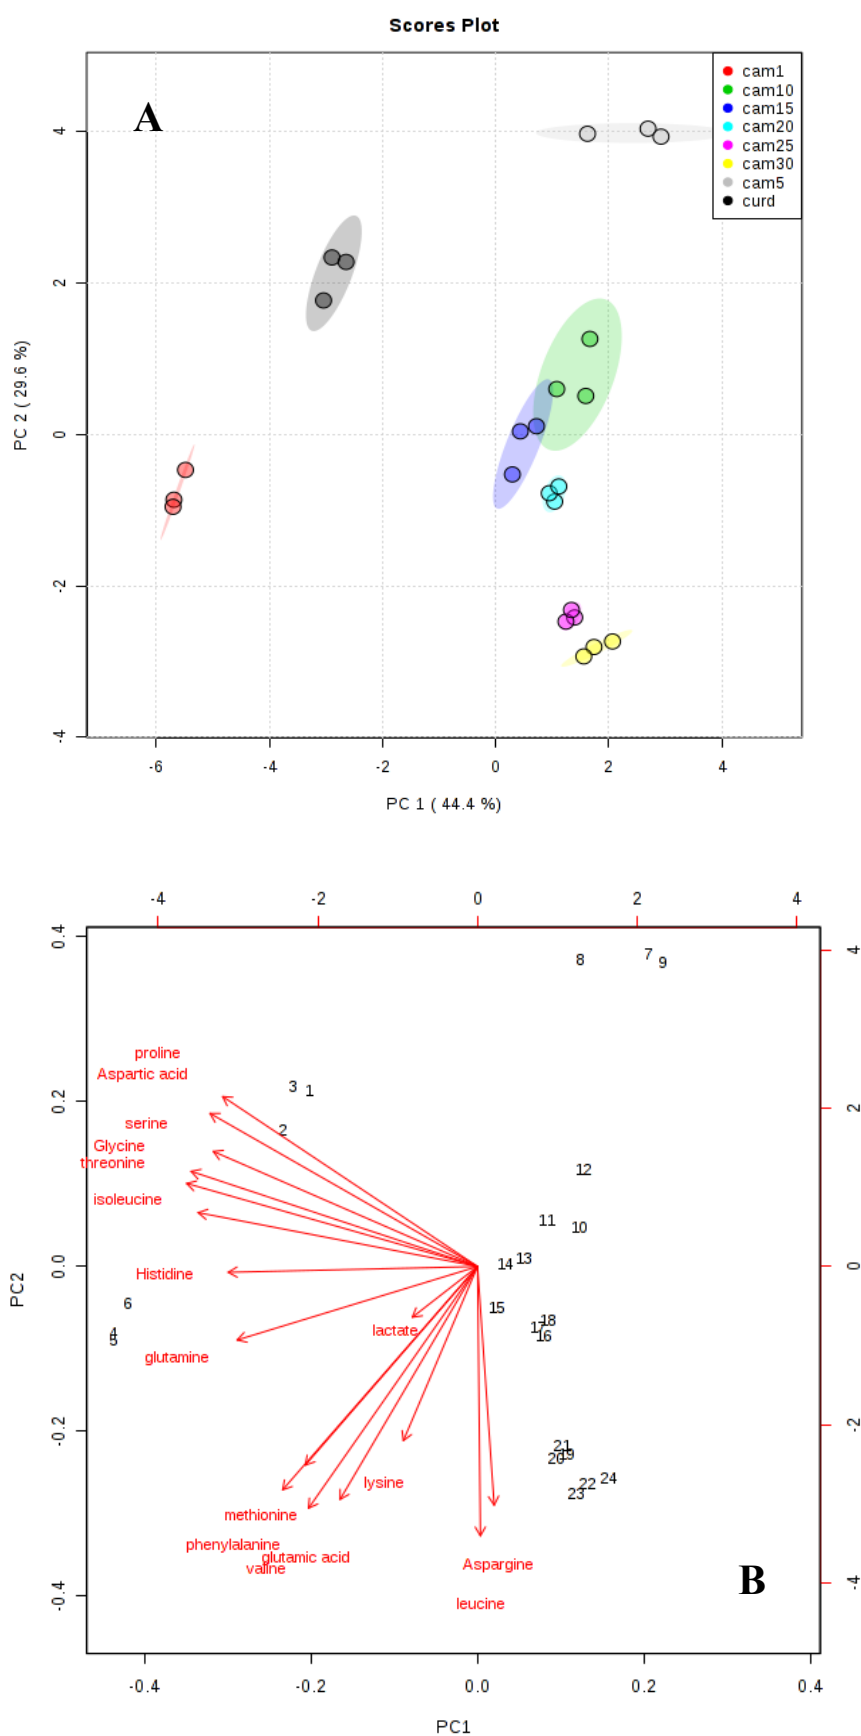 Scores Plot
A
cam1
cam10
cam15
cam20
cam25
cam30
cam5
curd
4
2
0
-2
-4
PC 2 ( 29.6 %)
-6 -4 -2 0 2 4
PC 1 ( 44.4 %)
-4 -2 0 2 4
0.4
0.2
0.0
-0.2
-0.4
PC2
4
2
0
-2
-4
8 7 9
proline
Aspartic acid
3 1
serine
2
Glycine
threonine
12
isoleucine
11 10
14 13
Histidine
6
15
lactate
17 18
16
4
5
glutamine
21
20 19
lysine
22 24
23
methionine
phenylalanine
glutamic acid
valine
Aspargine
leucine
B
-0.4 -0.2 0.0 0.2 0.4
PC1